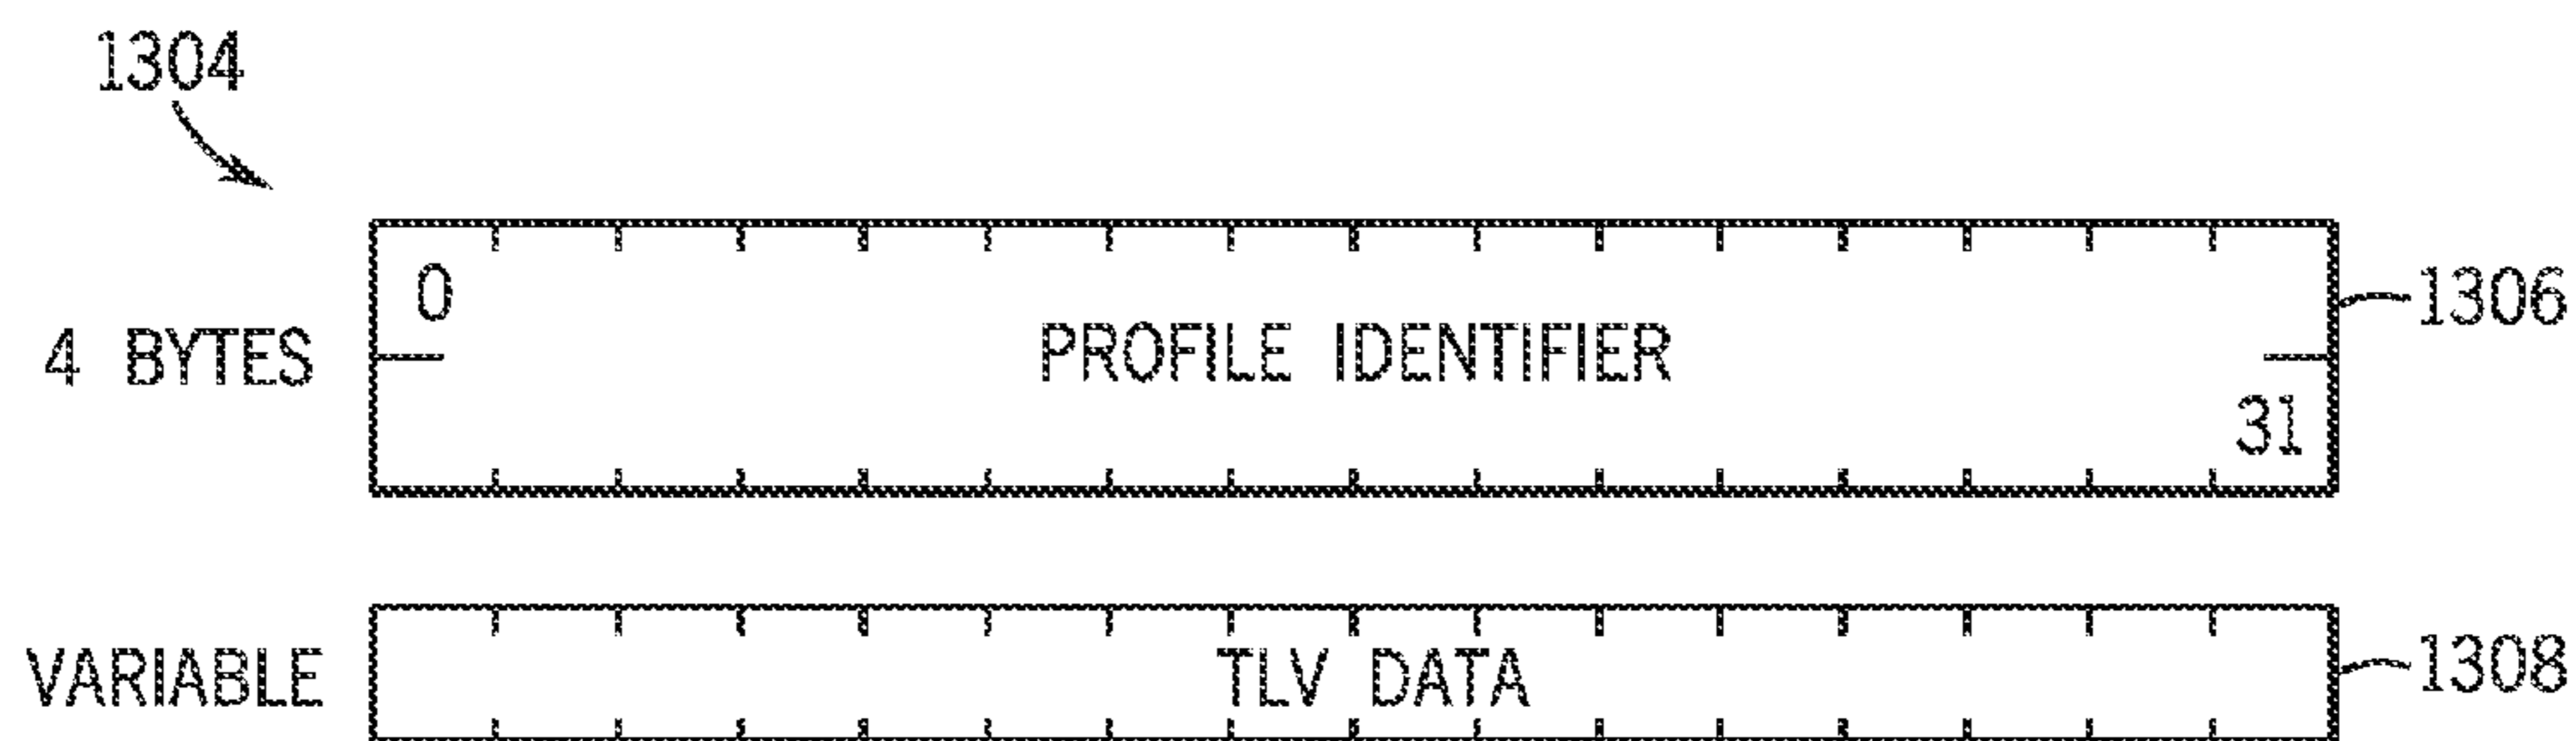 1304
0
1306
4 BYTES PROFILE IDENTIFIER
31
VARIABLE TLV DATA 1308